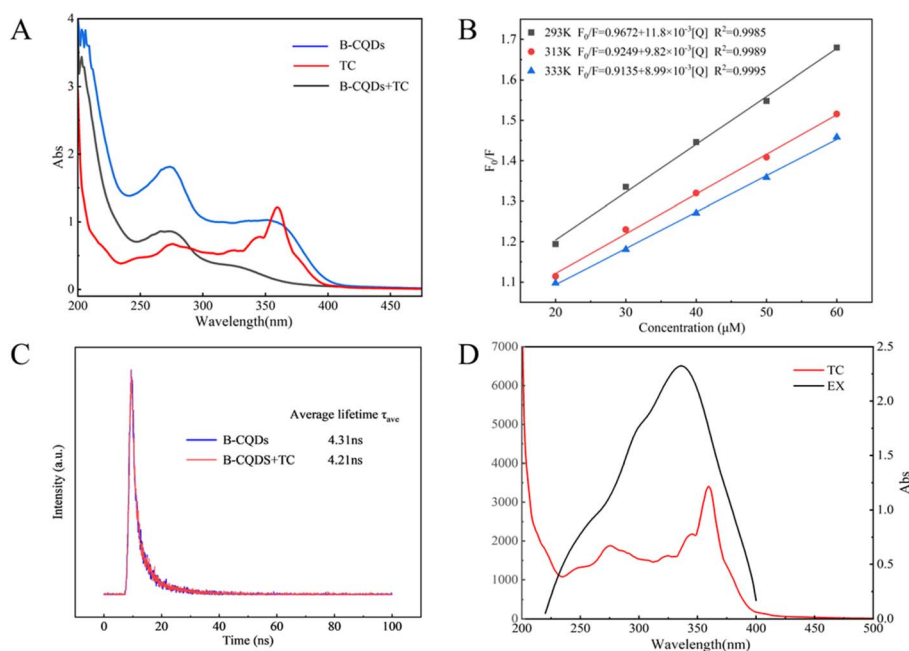 A
B-CQDs
TC
B-CQDs+TC
5
4
3
2
1
0
200
250
300
350
400
450
Abs
Wavelength(nm)
B
293K F₀/F=0.9672+11.8×10⁻³[Q] R²=0.9985
313K F₀/F=0.9249+9.82×10⁻³[Q] R²=0.9989
333K F₀/F=0.9135+8.99×10⁻³[Q] R²=0.9995
1.7
1.6
1.5
1.4
1.3
1.2
1.1
20
30
40
50
60
F₀/F
Concentration (μM)
C
Average lifetime τave
B-CQDs 4.31ns
B-CQDS+TC 4.21ns
Intensity (a.u.)
0
20
40
60
80
100
Time (ns)
D
TC
EX
7000
6000
5000
4000
3000
2000
1000
0
2.5
2.0
1.5
1.0
0.5
0.0
Abs
200
250
300
350
400
450
500
Wavelength(nm)